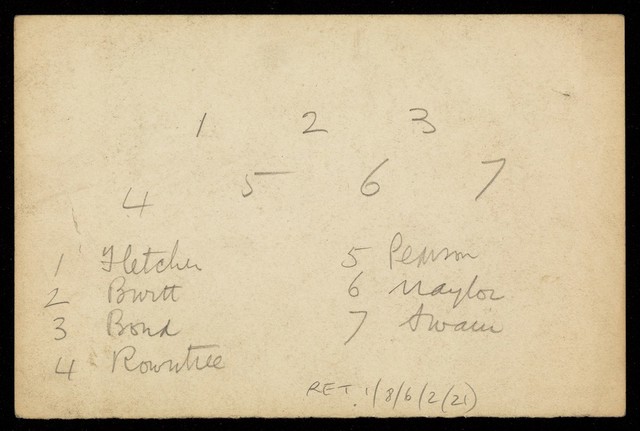 1 2 3
4 5 6 7
1 Fletcher
2 Burtt
3 Bond
4 Rowntree
5 Pearson
6 Naylor
7 Swain
RET. 1/8/6/2(21)